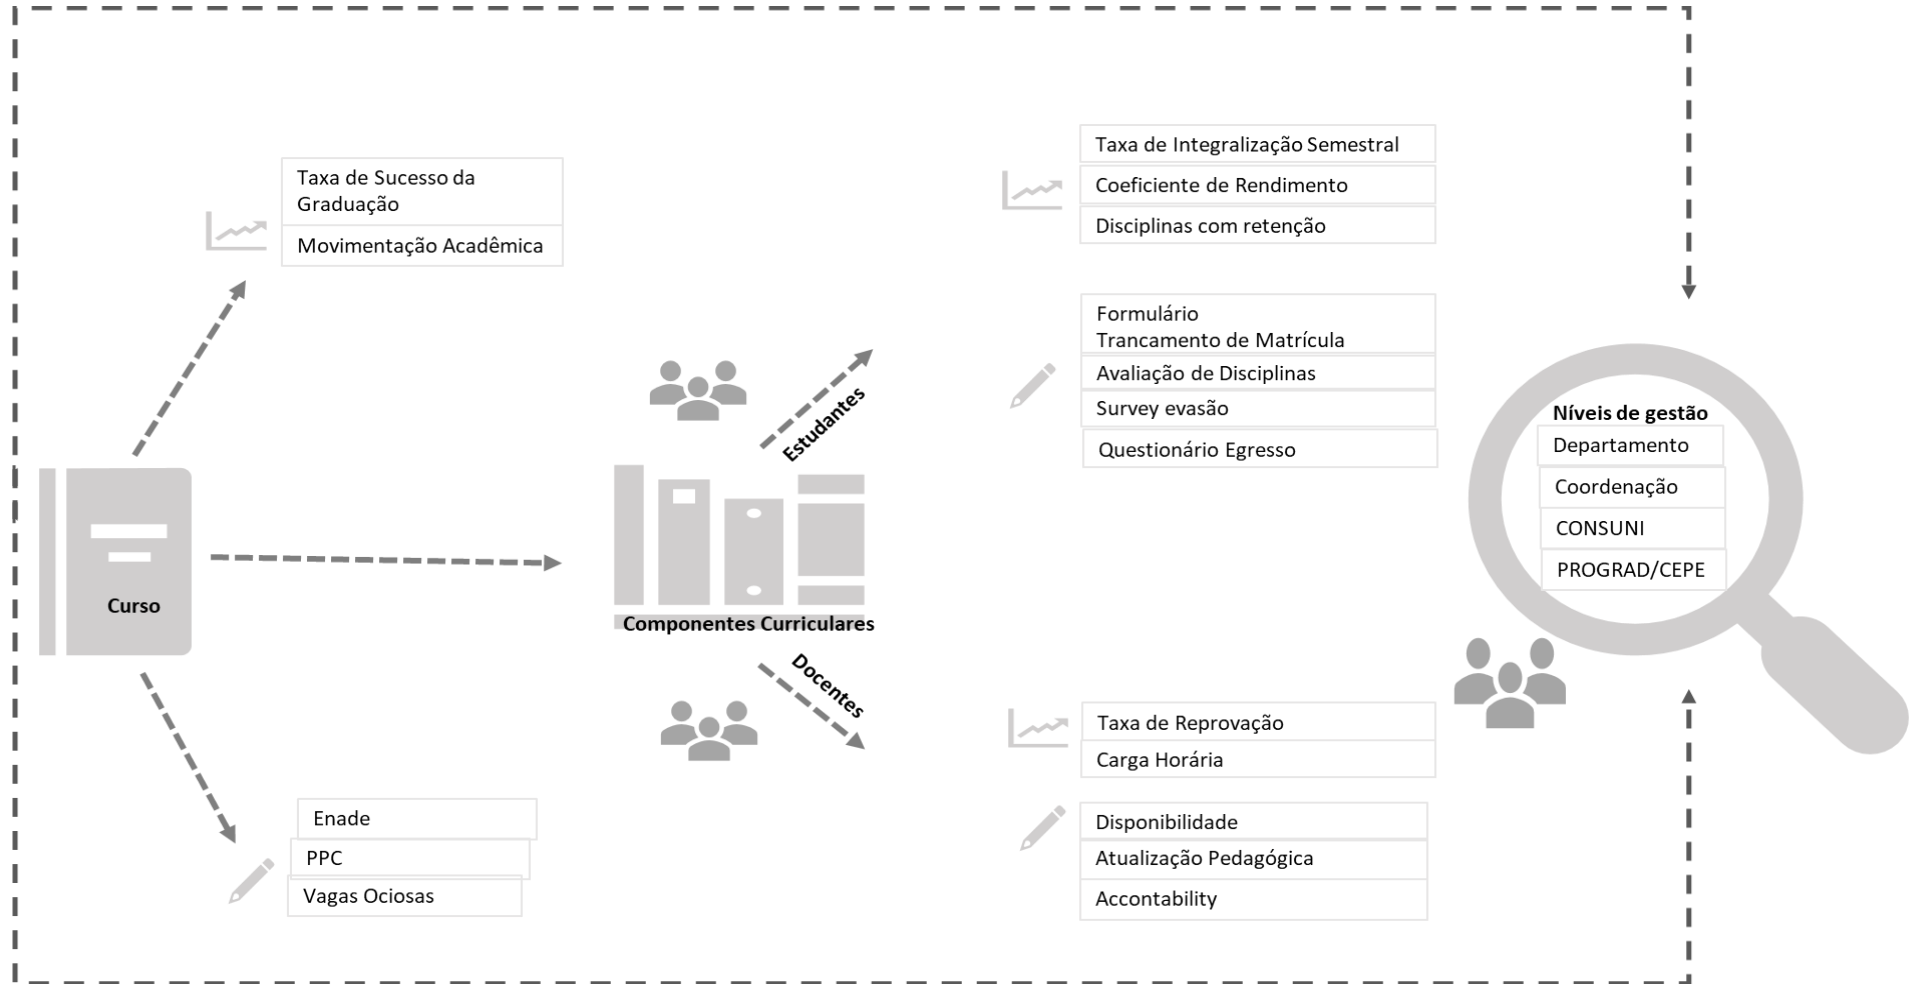 Taxa de Sucesso da
Graduação
Movimentação Acadêmica
Curso
Enade
PPC
Vagas Ociosas
Estudantes
Componentes Curriculares
Docentes
Taxa de Integralização Semestral
Coeficiente de Rendimento
Disciplinas com retenção
Formulário
Trancamento de Matrícula
Avaliação de Disciplinas
Survey evasão
Questionário Egresso
Taxa de Reprovação
Carga Horária
Disponibilidade
Atualização Pedagógica
Accontability
Níveis de gestão
Departamento
Coordenação
CONSUNI
PROGRAD/CEPE